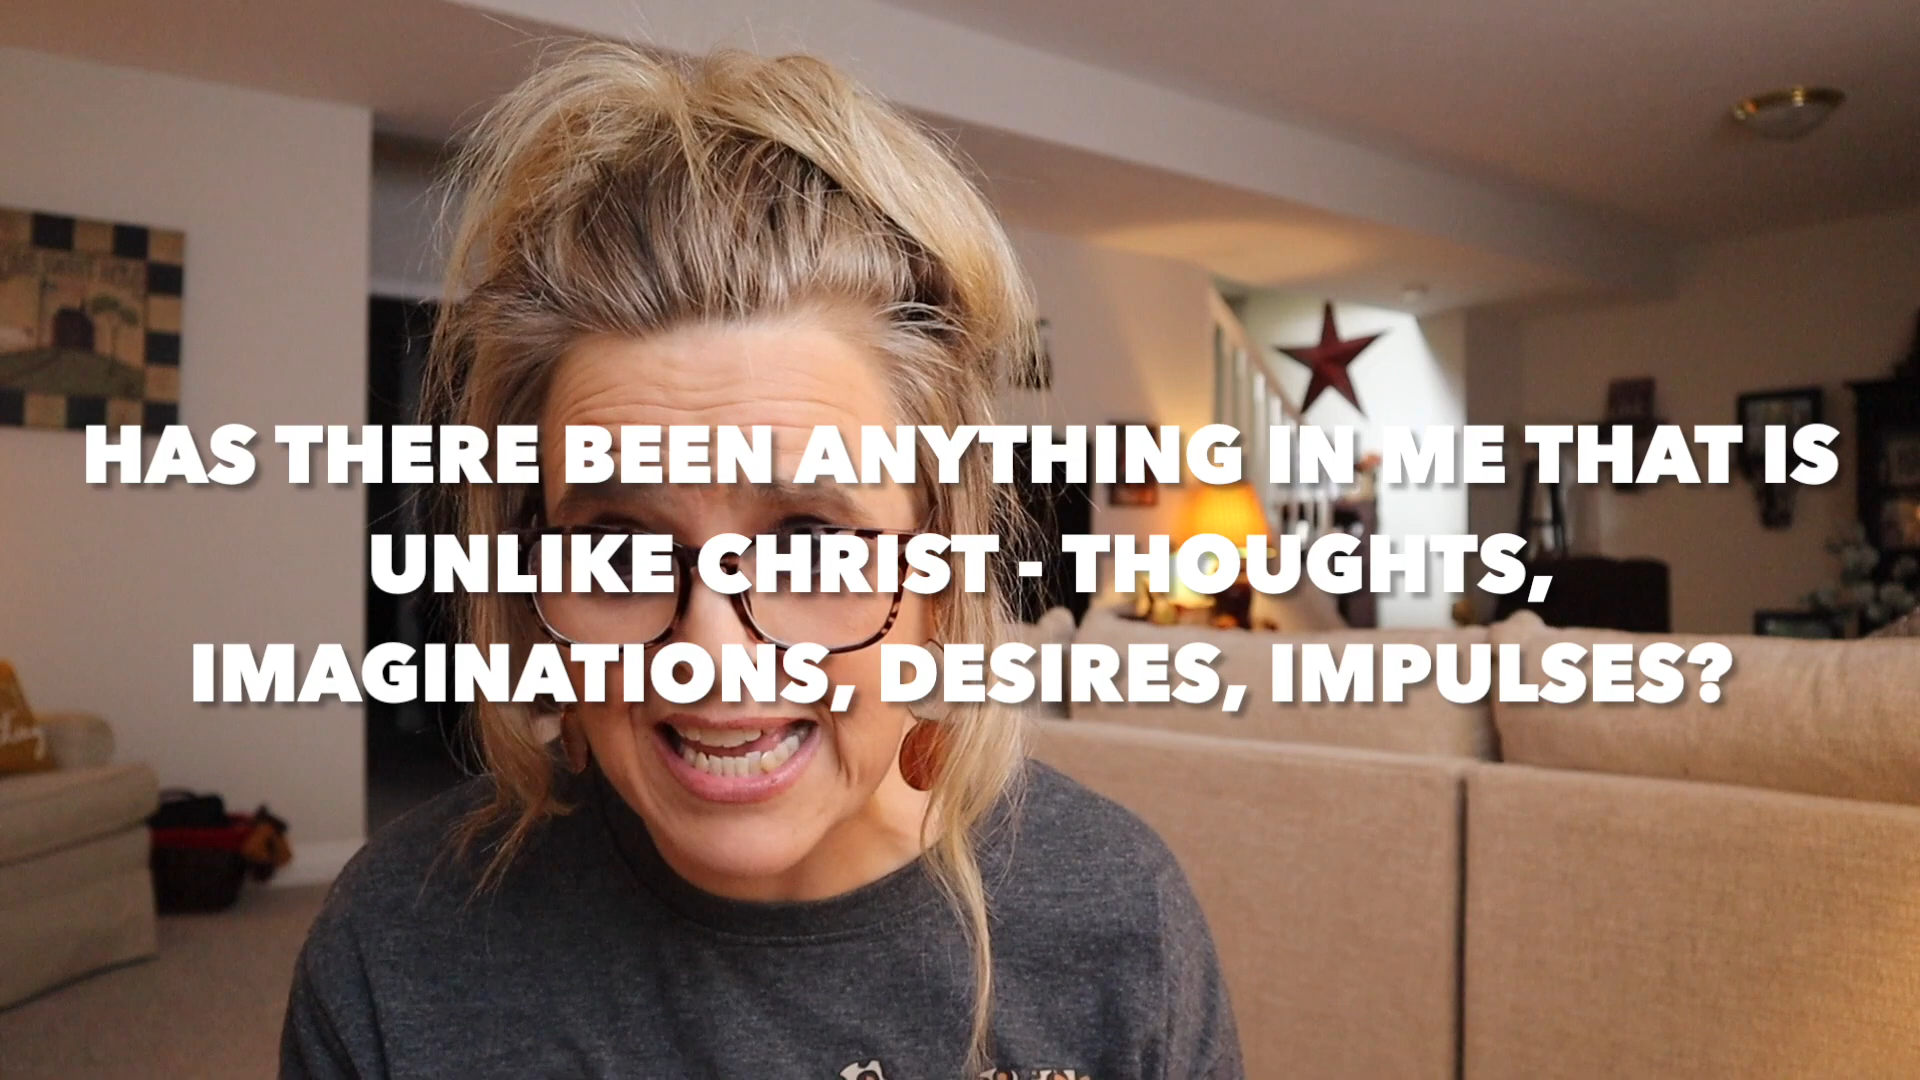 HAS THERE BEEN ANYTHING IN ME THAT IS
UNLIKE CHRIST - THOUGHTS,
IMAGINATIONS, DESIRES, IMPULSES?